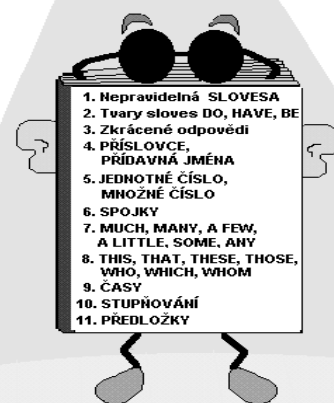 1. Nepravidelná SLOVESA
2. Tvary sloves DO, HAVE, BE
3. Zkrácené odpovědi
4. PŘÍSLOVCE,
PŘÍDAVNÁ JMÉNA
5. JEDNOTNÉ ČÍSLO,
MNOŽNÉ ČÍSLO
6. SPOJKY
7. MUCH, MANY, A FEW,
A LITTLE, SOME, ANY
8. THIS, THAT, THESE, THOSE,
WHO, WHICH, WHOM
9. ČASY
10. STUPŇOVÁNÍ
11. PŘEDLOŽKY